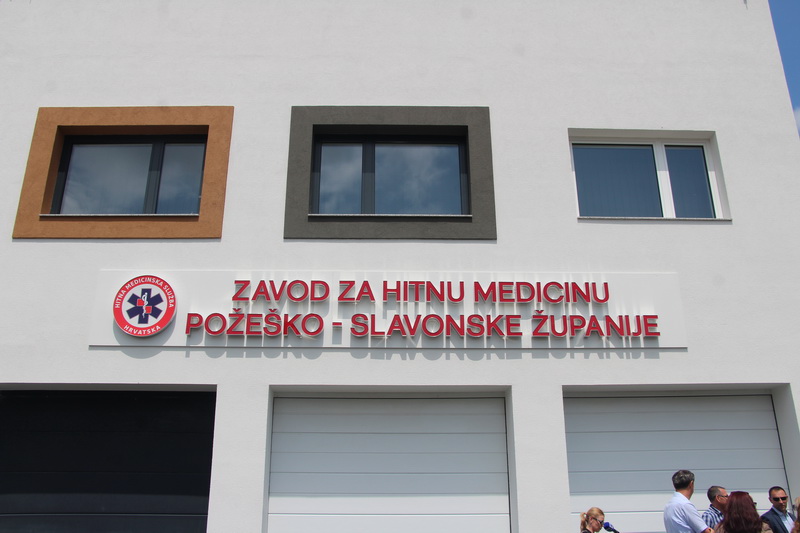 HITNA MEDICINSKA SLUŽBA
HRVATSKA
ZAVOD ZA HITNU MEDICINU
POŽEŠKO - SLAVONSKE ŽUPANIJE